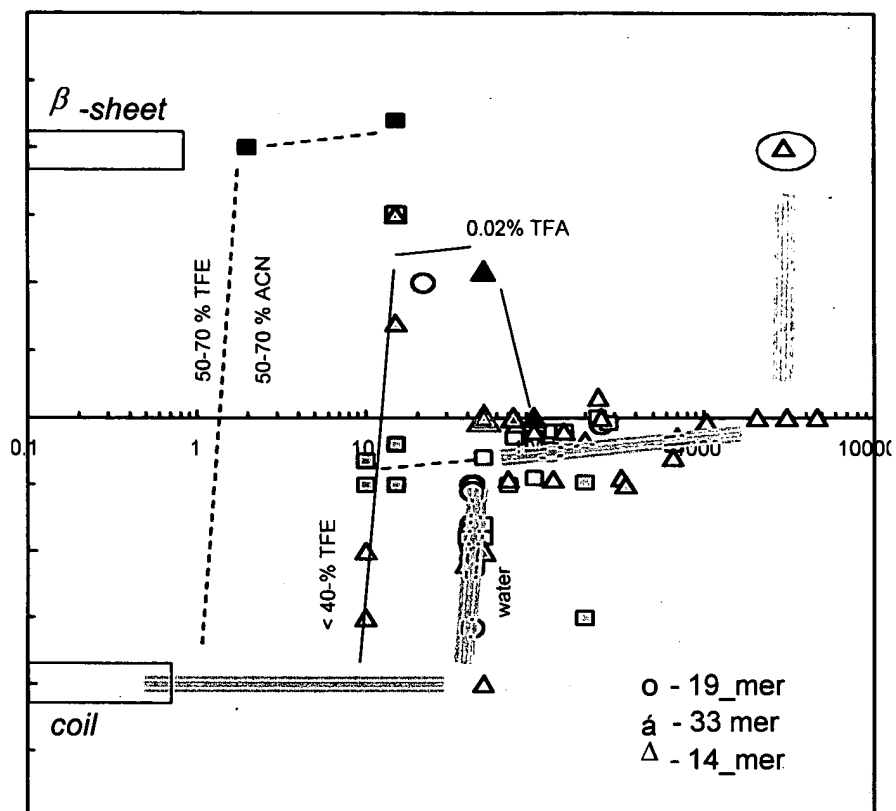 β -sheet
0.02% TFA
50-70 % TFE
50-70 % ACN
0.1
1
10
10000
< 40-% TFE
water
coil
o - 19_mer
á - 33 mer
Δ - 14_mer